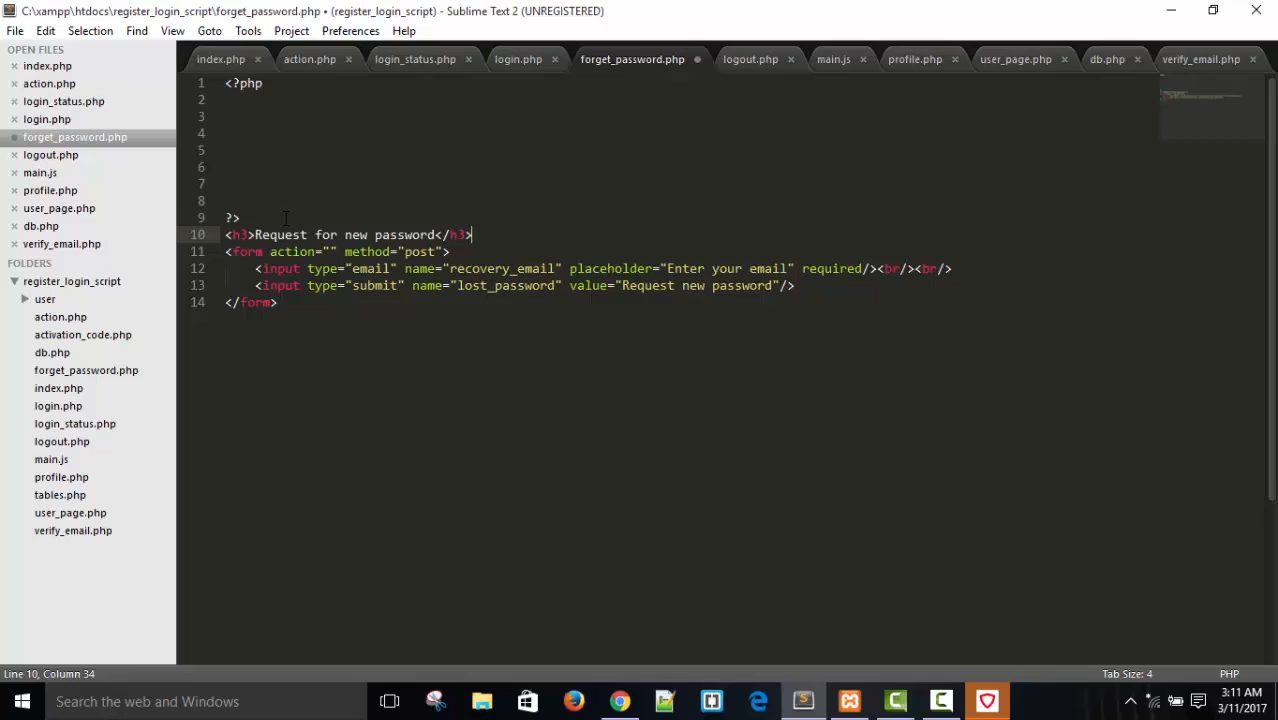 C:\xampp\htdocs\register_login_script\forget_password.php • (register_login_script) - Sublime Text 2 (UNREGISTERED)
File Edit Selection Find View Goto Tools Project Preferences Help
OPEN FILES
index.php
action.php
login_status.php
login.php
forget_password.php
logout.php
main.js
profile.php
user_page.php
db.php
verify_email.php
FOLDERS
register_login_script
user
action.php
activation_code.php
db.php
forget_password.php
index.php
login.php
login_status.php
logout.php
main.js
profile.php
tables.php
user_page.php
verify_email.php
index.php action.php login_status.php login.php forget_password.php logout.php main.js profile.php user_page.php db.php verify_email.php
1 <?php
2
3
4
5
6
7
8
9 ?>
10 <h3>Request for new password</h3>
11 <form action="" method="post">
12 <input type="email" name="recovery_email" placeholder="Enter your email" required/><br/><br/>
13 <input type="submit" name="lost_password" value="Request new password"/>
14 </form>
Line 10, Column 34 Tab Size: 4 PHP
Search the web and Windows
3:11 AM
3/11/2017